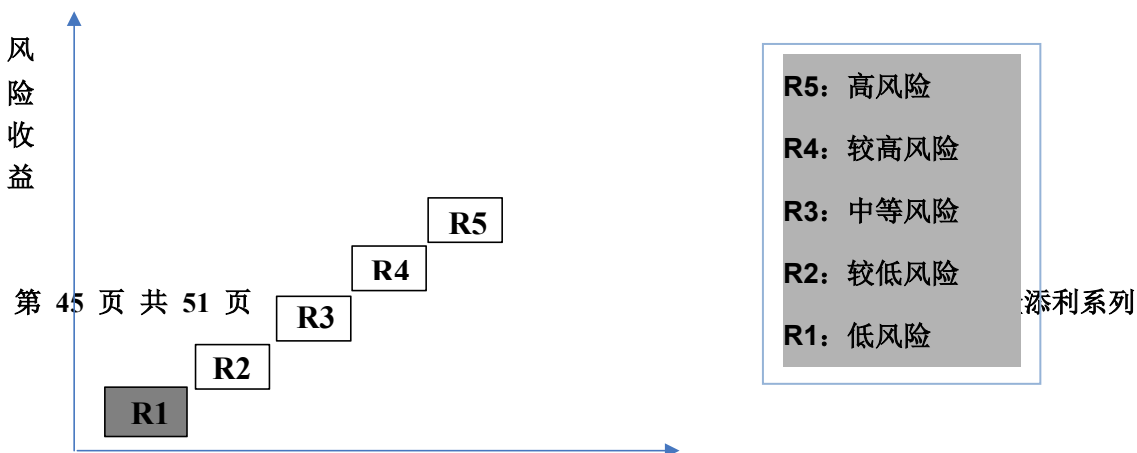 风
险
收
益
R5
R4
R3
R2
R1
R5：高风险
R4：较高风险
R3：中等风险
R2：较低风险
R1：低风险
第 45 页 共 51 页
添利系列